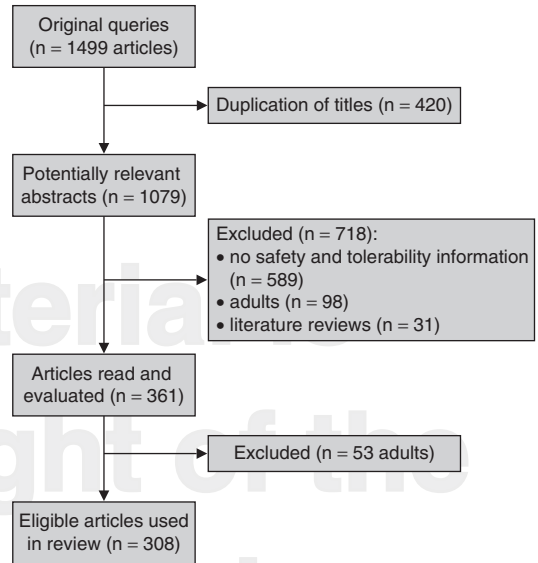 Original queries
(n = 1499 articles)
Duplication of titles (n = 420)
Potentially relevant
abstracts (n = 1079)
Excluded (n = 718):
• no safety and tolerability information
(n = 589)
• adults (n = 98)
• literature reviews (n = 31)
Articles read and
evaluated (n = 361)
Excluded (n = 53 adults)
Eligible articles used
in review (n = 308)
of the